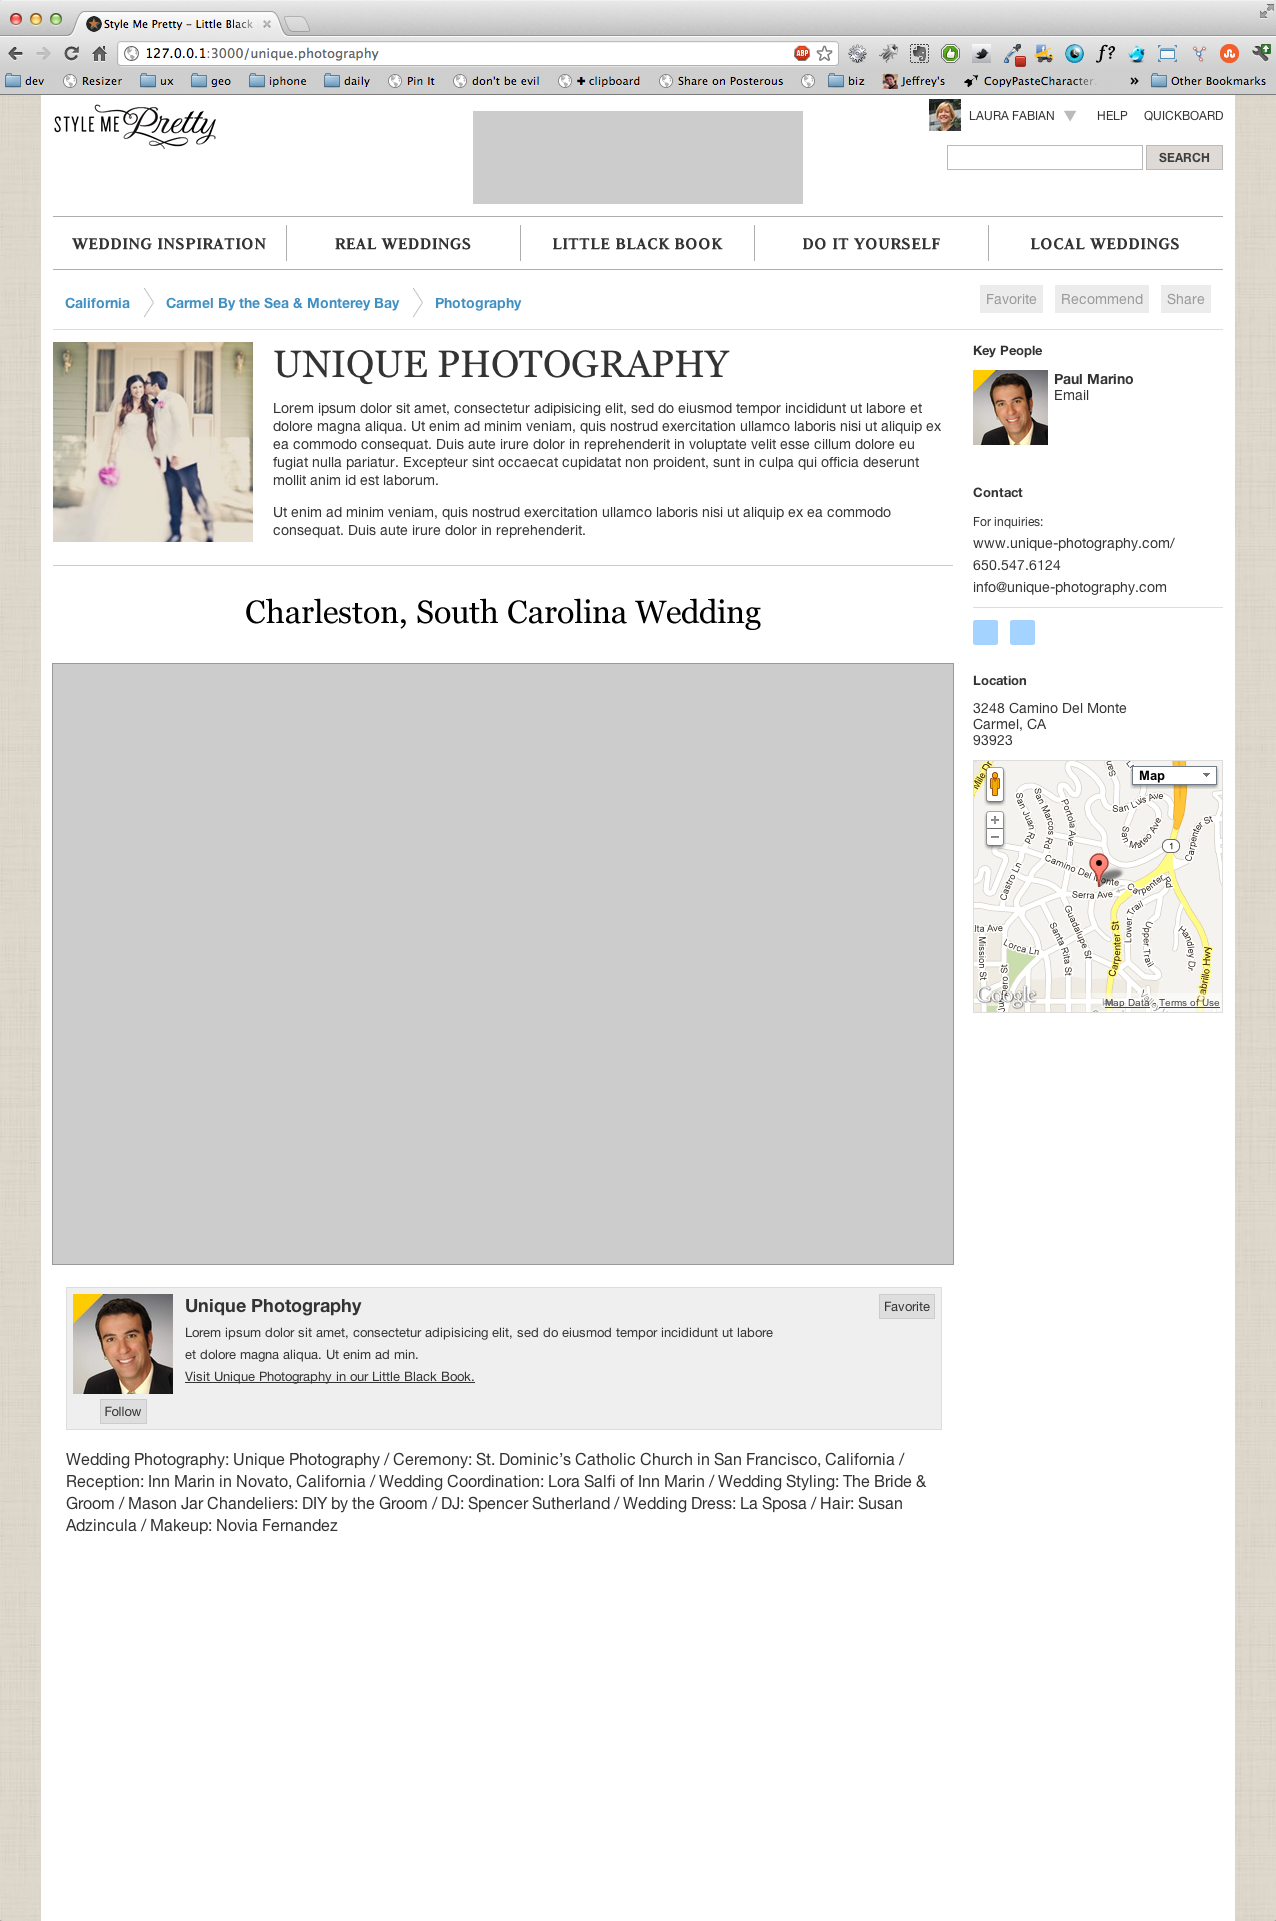 Style Me Pretty – Little Black
127.0.0.1:3000/unique.photography
ABP
f?
dev
Resizer
ux
geo
iphone
daily
Pin It
don't be evil
✚ clipboard
Share on Posterous
biz
Jeffrey's
CopyPasteCharacter
»
Other Bookmarks
STYLE ME Pretty
LAURA FABIAN
HELP
QUICKBOARD
SEARCH
WEDDING INSPIRATION
REAL WEDDINGS
LITTLE BLACK BOOK
DO IT YOURSELF
LOCAL WEDDINGS
California
Carmel By the Sea & Monterey Bay
Photography
Favorite
Recommend
Share
UNIQUE PHOTOGRAPHY
Lorem ipsum dolor sit amet, consectetur adipisicing elit, sed do eiusmod tempor incididunt ut labore et
dolore magna aliqua. Ut enim ad minim veniam, quis nostrud exercitation ullamco laboris nisi ut aliquip ex
ea commodo consequat. Duis aute irure dolor in reprehenderit in voluptate velit esse cillum dolore eu
fugiat nulla pariatur. Excepteur sint occaecat cupidatat non proident, sunt in culpa qui officia deserunt
mollit anim id est laborum.
Ut enim ad minim veniam, quis nostrud exercitation ullamco laboris nisi ut aliquip ex ea commodo
consequat. Duis aute irure dolor in reprehenderit.
Key People
Paul Marino
Email
Contact
For inquiries:
www.unique-photography.com/
650.547.6124
info@unique-photography.com
Location
3248 Camino Del Monte
Carmel, CA
93923
Map
Mile Dr
San Luis Ave
San Juan Rd
San Marcos Rd
Portola Ave
San Mateo Ave
Carpenter St
1
Camino Del Monte
Castro Ln
Serra Ave
Carpenter Rd
Lower Trail
Guadalupe St
Upper Trail
Handley Dr
lta Ave
Lorca Ln
Santa Rita St
Carpenter St
Mission St
abrillo Hwy
Google
Map Data - Terms of Use
Charleston, South Carolina Wedding
Unique Photography
Favorite
Lorem ipsum dolor sit amet, consectetur adipisicing elit, sed do eiusmod tempor incididunt ut labore
et dolore magna aliqua. Ut enim ad min.
Visit Unique Photography in our Little Black Book.
Follow
Wedding Photography: Unique Photography / Ceremony: St. Dominic’s Catholic Church in San Francisco, California /
Reception: Inn Marin in Novato, California / Wedding Coordination: Lora Salfi of Inn Marin / Wedding Styling: The Bride &
Groom / Mason Jar Chandeliers: DIY by the Groom / DJ: Spencer Sutherland / Wedding Dress: La Sposa / Hair: Susan
Adzincula / Makeup: Novia Fernandez